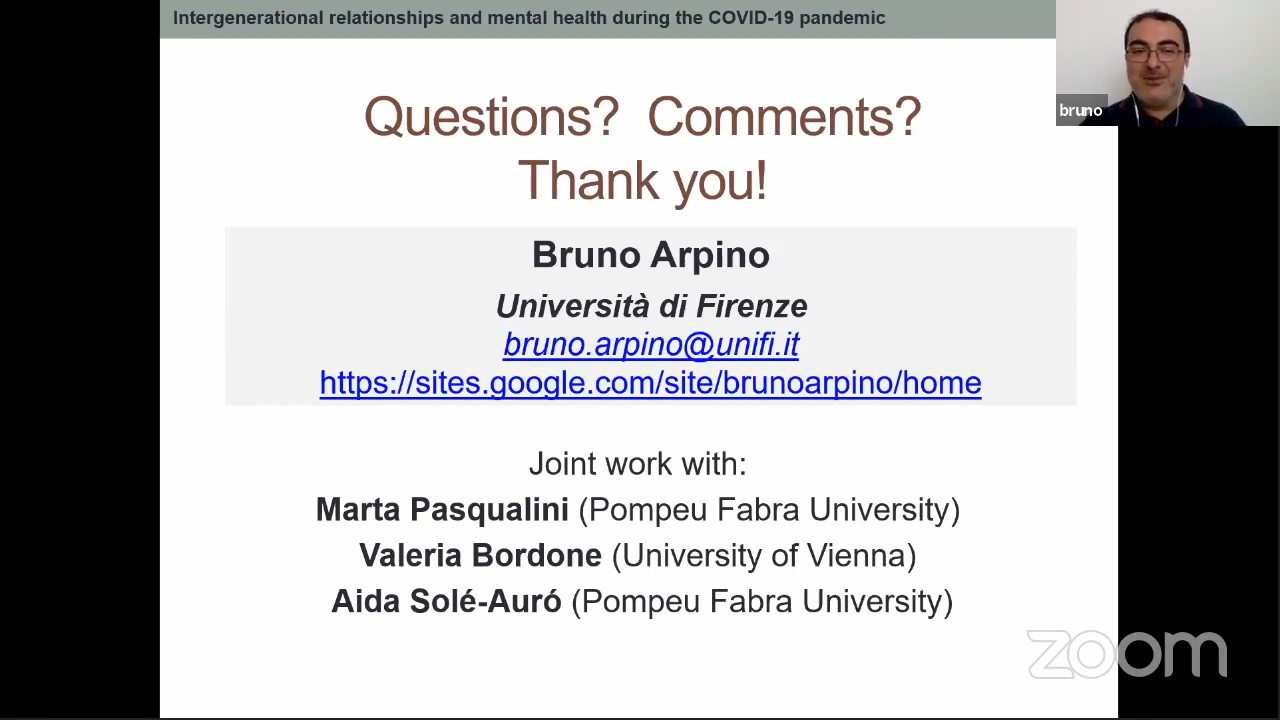 Intergenerational relationships and mental health during the COVID-19 pandemic
bruno
Questions? Comments?
Thank you!
Bruno Arpino
Università di Firenze
bruno.arpino@unifi.it
https://sites.google.com/site/brunoarpino/home
Joint work with:
Marta Pasqualini (Pompeu Fabra University)
Valeria Bordone (University of Vienna)
Aida Solé-Auró (Pompeu Fabra University)
zoom